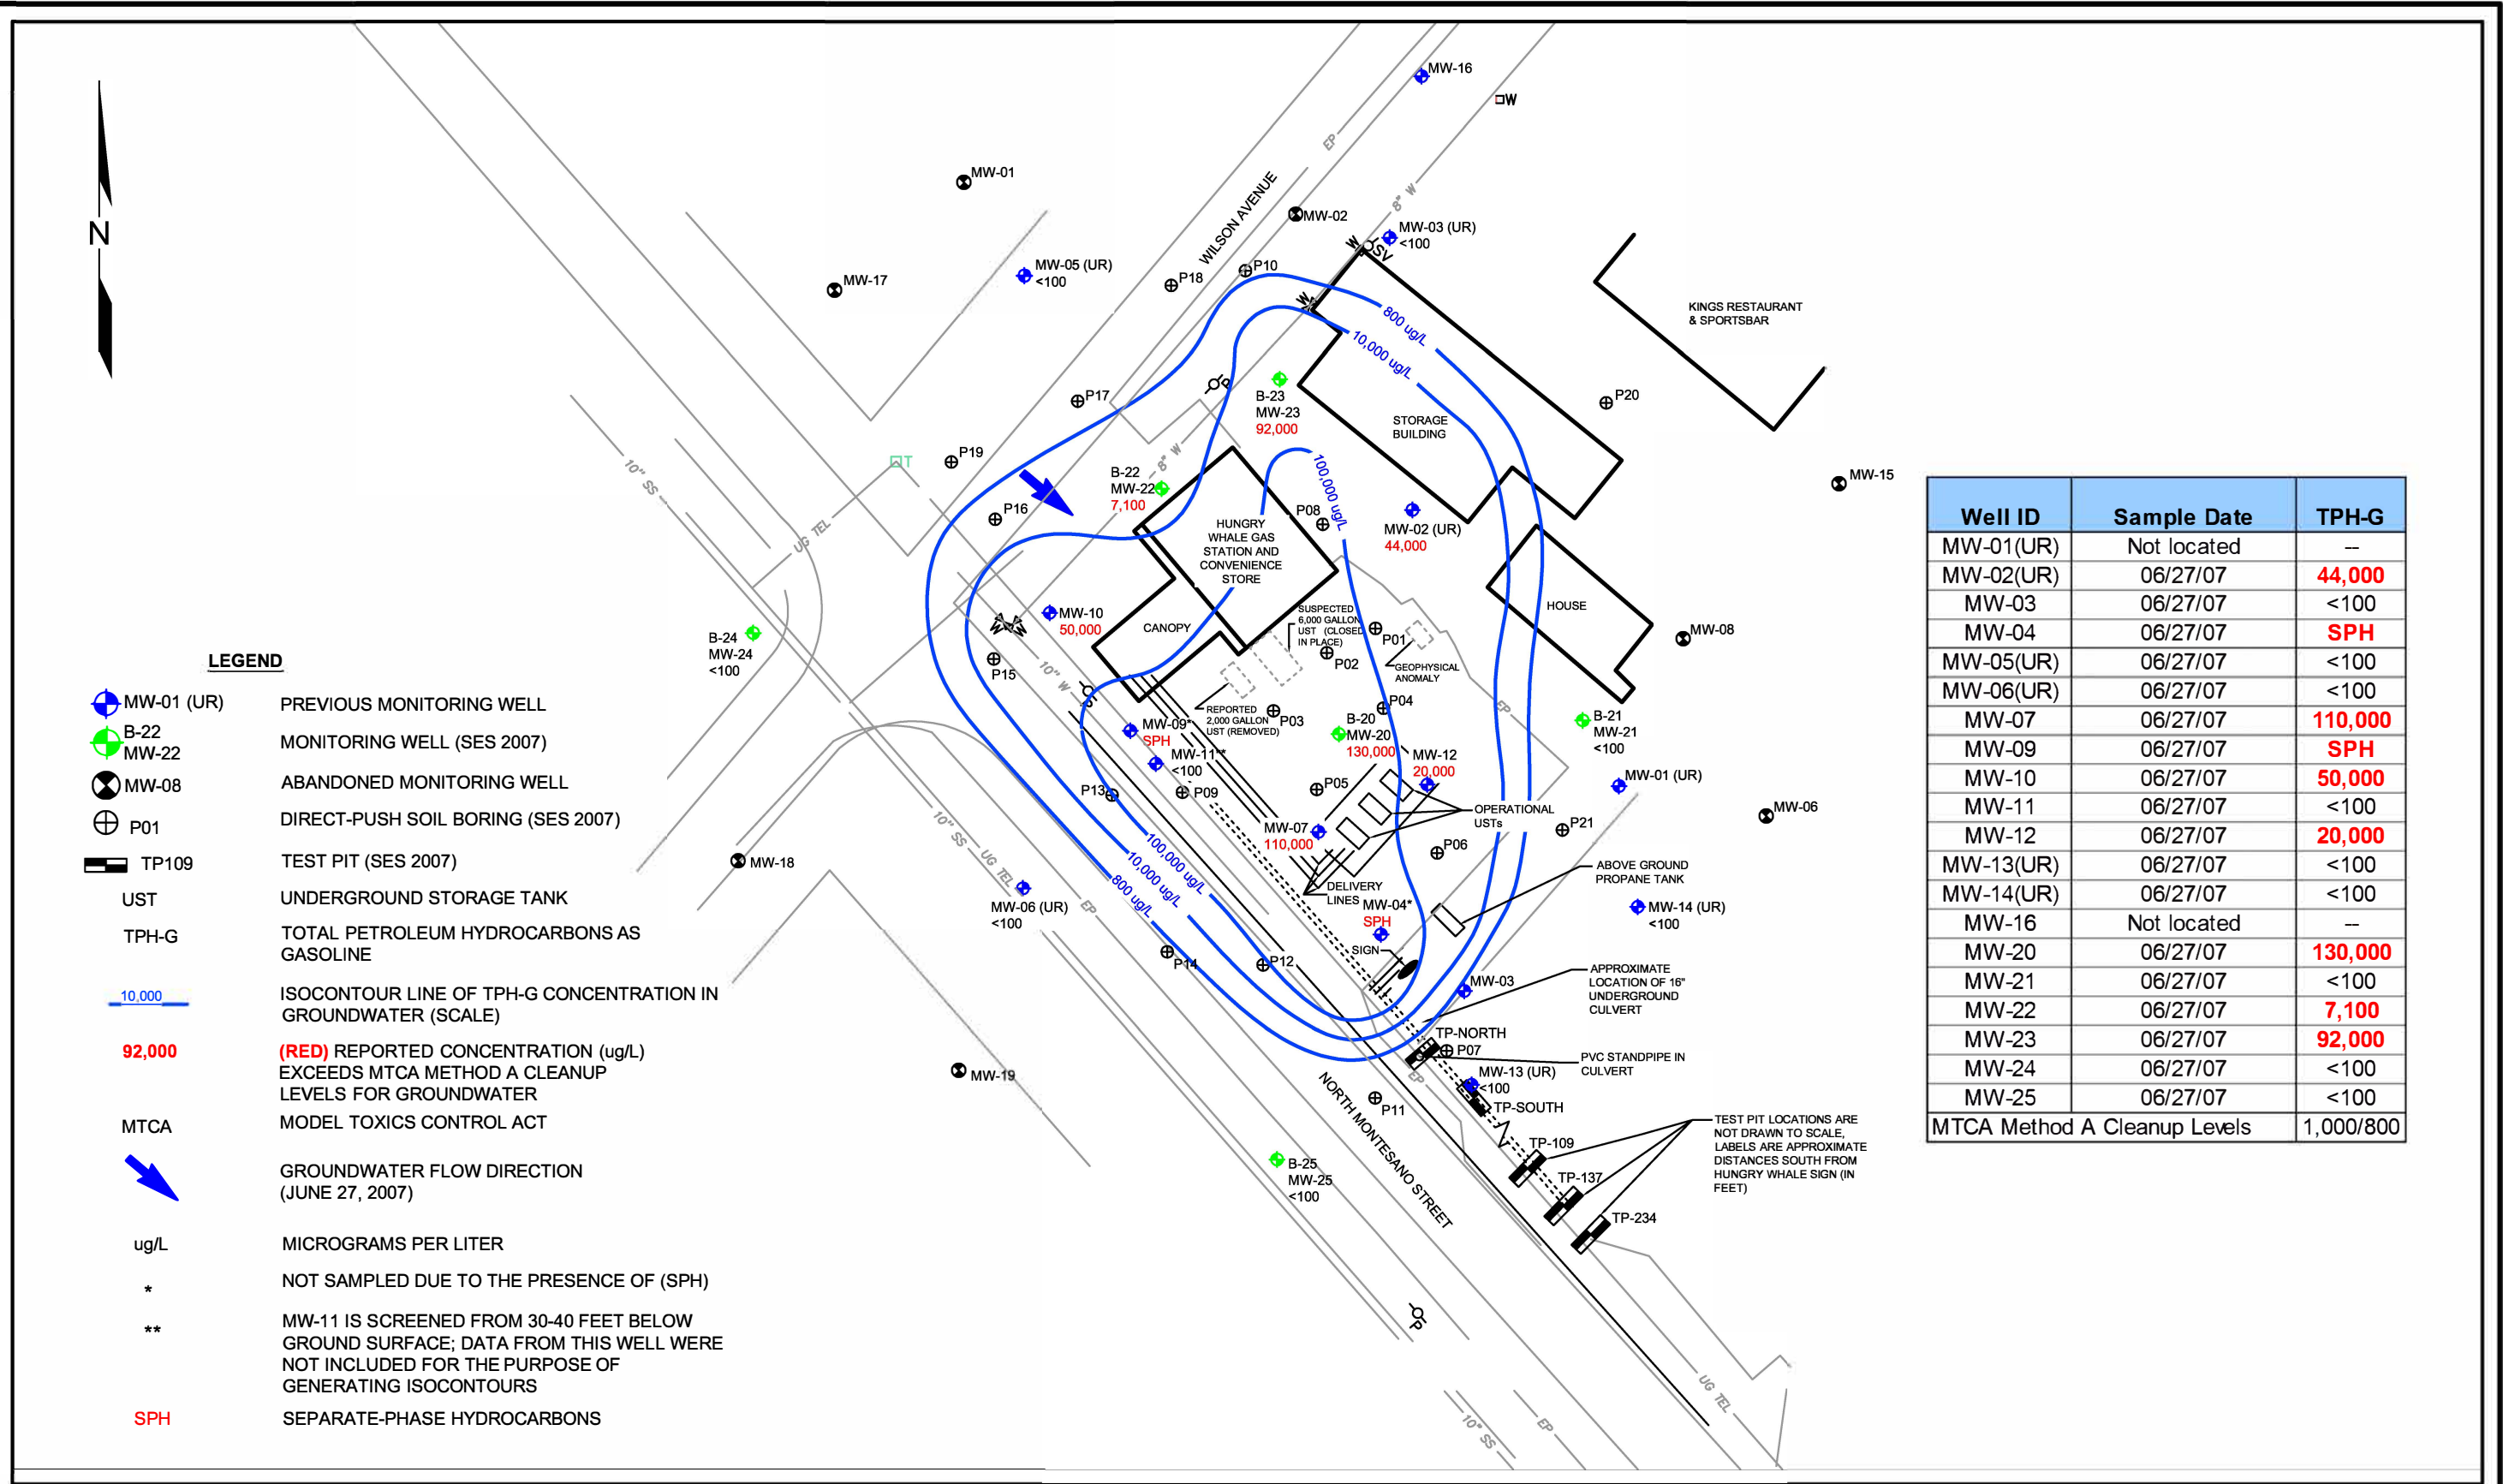 MW-16
W
EP
MW-01
WILSON AVENUE
8" W
MW-02
MW-03 (UR)
<100
W
SV
MW-05 (UR)
<100
MW-17
P18
P10
W
KINGS RESTAURANT
& SPORTSBAR
800 ug/L
10,000 ug/L
P
B-23
MW-23
92,000
P17
P20
STORAGE
BUILDING
10" SS
T
P19
8" W
B-22
MW-22
7,100
100,000 ug/L
MW-15
P16
P08
MW-02 (UR)
44,000
HUNGRY
WHALE GAS
STATION AND
CONVENIENCE
STORE
UG TEL
HOUSE
MW-10
50,000
W
W
CANOPY
SUSPECTED
6,000 GALLON
UST (CLOSED
IN PLACE)
P01
P02
GEOPHYSICAL
ANOMALY
MW-08
B-24
MW-24
<100
P15
10" W
P
REPORTED
2,000 GALLON
UST (REMOVED)
P03
P04
EP
B-20
MW-20
130,000
B-21
MW-21
<100
MW-09*
SPH
MW-11**
<100
MW-12
20,000
MW-01 (UR)
P13
P09
P05
OPERATIONAL
USTs
MW-06
P21
MW-07
110,000
P06
10" SS
UG TEL
100,000 ug/L
10,000 ug/L
800 ug/L
MW-18
ABOVE GROUND
PROPANE TANK
DELIVERY
LINES
MW-04*
SPH
MW-06 (UR)
<100
EP
MW-14 (UR)
<100
SIGN
P14
P12
APPROXIMATE
LOCATION OF 16"
UNDERGROUND
CULVERT
MW-03
TP-NORTH
P07
PVC STANDPIPE IN
CULVERT
MW-19
EP
MW-13 (UR)
<100
TP-SOUTH
P11
NORTH MONTESANO STREET
TP-109
TEST PIT LOCATIONS ARE
NOT DRAWN TO SCALE,
LABELS ARE APPROXIMATE
DISTANCES SOUTH FROM
HUNGRY WHALE SIGN (IN
FEET)
B-25
MW-25
<100
TP-137
TP-234
P
UG TEL
10" SS
EP
N
LEGEND
MW-01 (UR) PREVIOUS MONITORING WELL
B-22
MW-22 MONITORING WELL (SES 2007)
MW-08 ABANDONED MONITORING WELL
P01 DIRECT-PUSH SOIL BORING (SES 2007)
TP109 TEST PIT (SES 2007)
UST UNDERGROUND STORAGE TANK
TPH-G TOTAL PETROLEUM HYDROCARBONS AS
GASOLINE
10,000 ISOCONTOUR LINE OF TPH-G CONCENTRATION IN
GROUNDWATER (SCALE)
92,000 (RED) REPORTED CONCENTRATION (ug/L)
EXCEEDS MTCA METHOD A CLEANUP
LEVELS FOR GROUNDWATER
MTCA MODEL TOXICS CONTROL ACT
GROUNDWATER FLOW DIRECTION
(JUNE 27, 2007)
ug/L MICROGRAMS PER LITER
* NOT SAMPLED DUE TO THE PRESENCE OF (SPH)
** MW-11 IS SCREENED FROM 30-40 FEET BELOW
GROUND SURFACE; DATA FROM THIS WELL WERE
NOT INCLUDED FOR THE PURPOSE OF
GENERATING ISOCONTOURS
SPH SEPARATE-PHASE HYDROCARBONS
Well ID Sample Date TPH-G
MW-01(UR) Not located --
MW-02(UR) 06/27/07 44,000
MW-03 06/27/07 <100
MW-04 06/27/07 SPH
MW-05(UR) 06/27/07 <100
MW-06(UR) 06/27/07 <100
MW-07 06/27/07 110,000
MW-09 06/27/07 SPH
MW-10 06/27/07 50,000
MW-11 06/27/07 <100
MW-12 06/27/07 20,000
MW-13(UR) 06/27/07 <100
MW-14(UR) 06/27/07 <100
MW-16 Not located --
MW-20 06/27/07 130,000
MW-21 06/27/07 <100
MW-22 06/27/07 7,100
MW-23 06/27/07 92,000
MW-24 06/27/07 <100
MW-25 06/27/07 <100
MTCA Method A Cleanup Levels 1,000/800